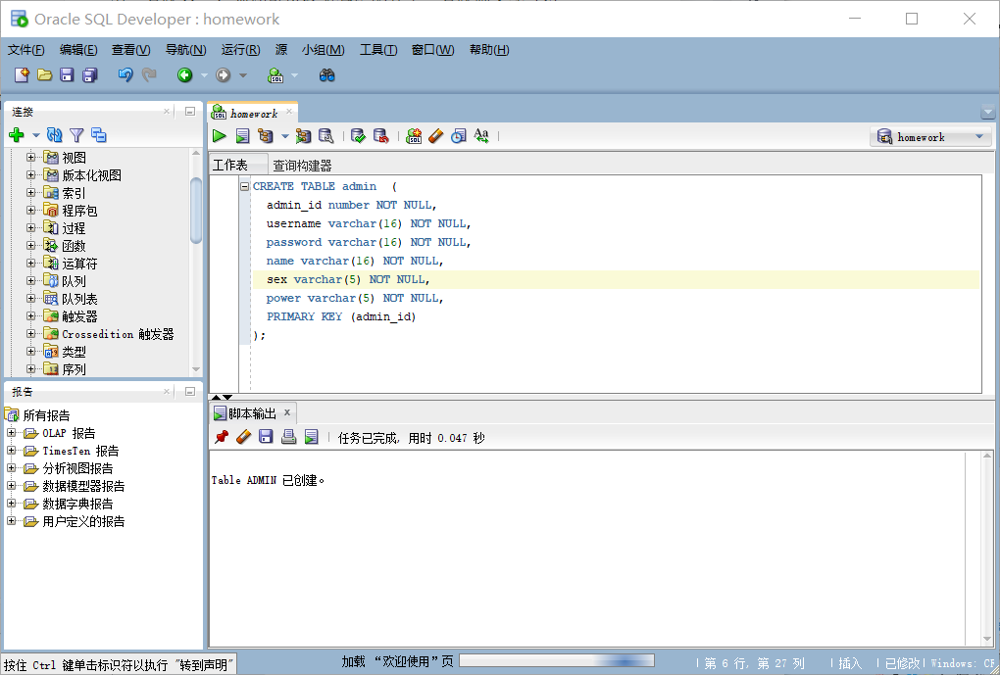 Oracle SQL Developer : homework
文件(F) 编辑(E) 查看(V) 导航(N) 运行(R) 源 小组(M) 工具(T) 窗口(W) 帮助(H)
连接
视图
版本化视图
索引
程序包
过程
函数
运算符
队列
队列表
触发器
Crossedition 触发器
类型
序列
报告
所有报告
OLAP 报告
TimesTen 报告
分析视图报告
数据模型器报告
数据字典报告
用户定义的报告
homework
homework
工作表 查询构建器
CREATE TABLE admin  (
admin_id number NOT NULL,
username varchar(16) NOT NULL,
password varchar(16) NOT NULL,
name varchar(16) NOT NULL,
sex varchar(5) NOT NULL,
power varchar(5) NOT NULL,
PRIMARY KEY (admin_id)
);
脚本输出 x
任务已完成, 用时 0.047 秒
Table ADMIN 已创建。
按住 Ctrl 键单击标识符以执行 "转到声明"
加载 “欢迎使用”页
第 6 行, 第 27 列 | 插入 | 已修改 | Windows: CR